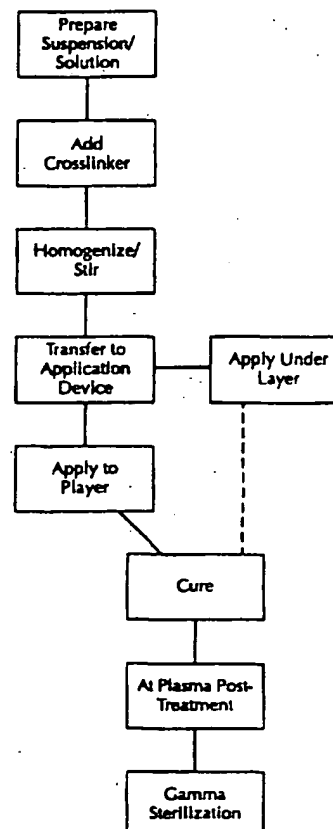 Prepare
Suspension/
Solution
Add
Crosslinker
Homogenize/
Stir
Transfer to
Application
Device
Apply Under
Layer
Apply to
Player
Cure
At Plasma Post-
Treatment
Gamma
Sterilization